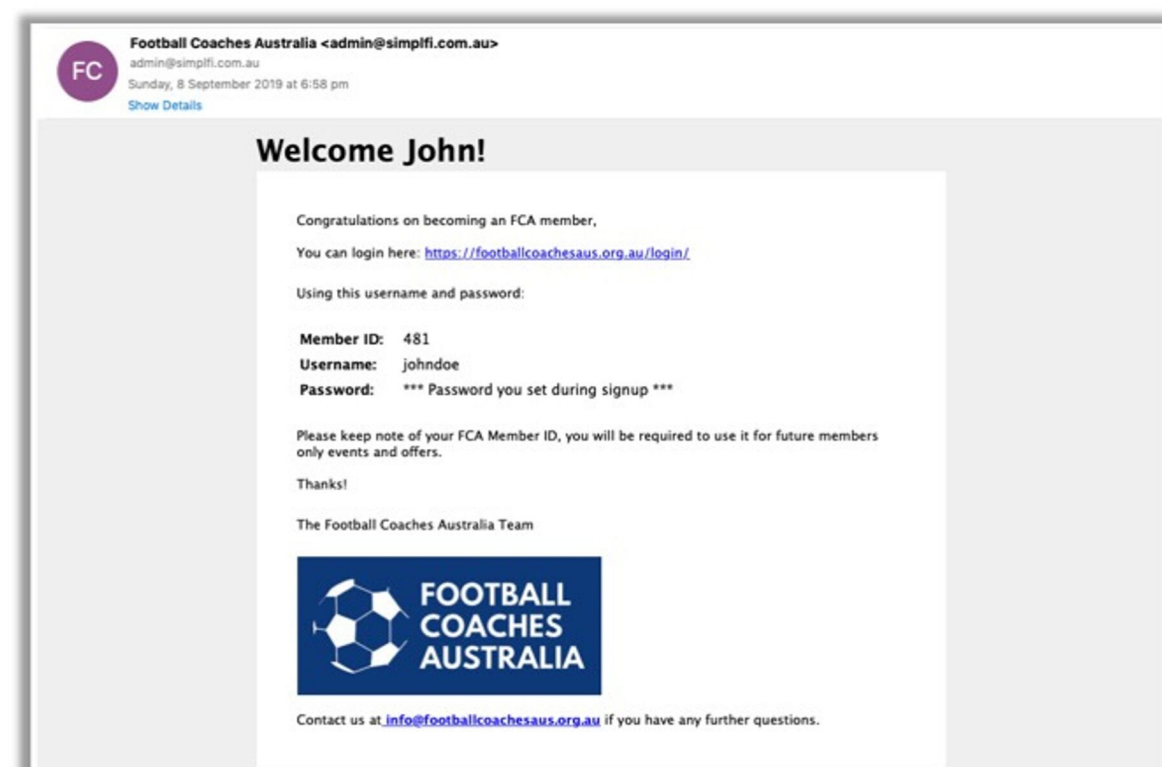 Football Coaches Australia <admin@simplfi.com.au>
FC
admin@simplfi.com.au
Sunday, 8 September 2019 at 6:58 pm
Show Details
Welcome John!
Congratulations on becoming an FCA member,
You can login here: https://footballcoachesaus.org.au/login/
Using this username and password:
Member ID: 481
Username: johndoe
Password: *** Password you set during signup ***
Please keep note of your FCA Member ID, you will be required to use it for future members
only events and offers.
Thanks!
The Football Coaches Australia Team
FOOTBALL
COACHES
AUSTRALIA
Contact us at info@footballcoachesaus.org.au if you have any further questions.